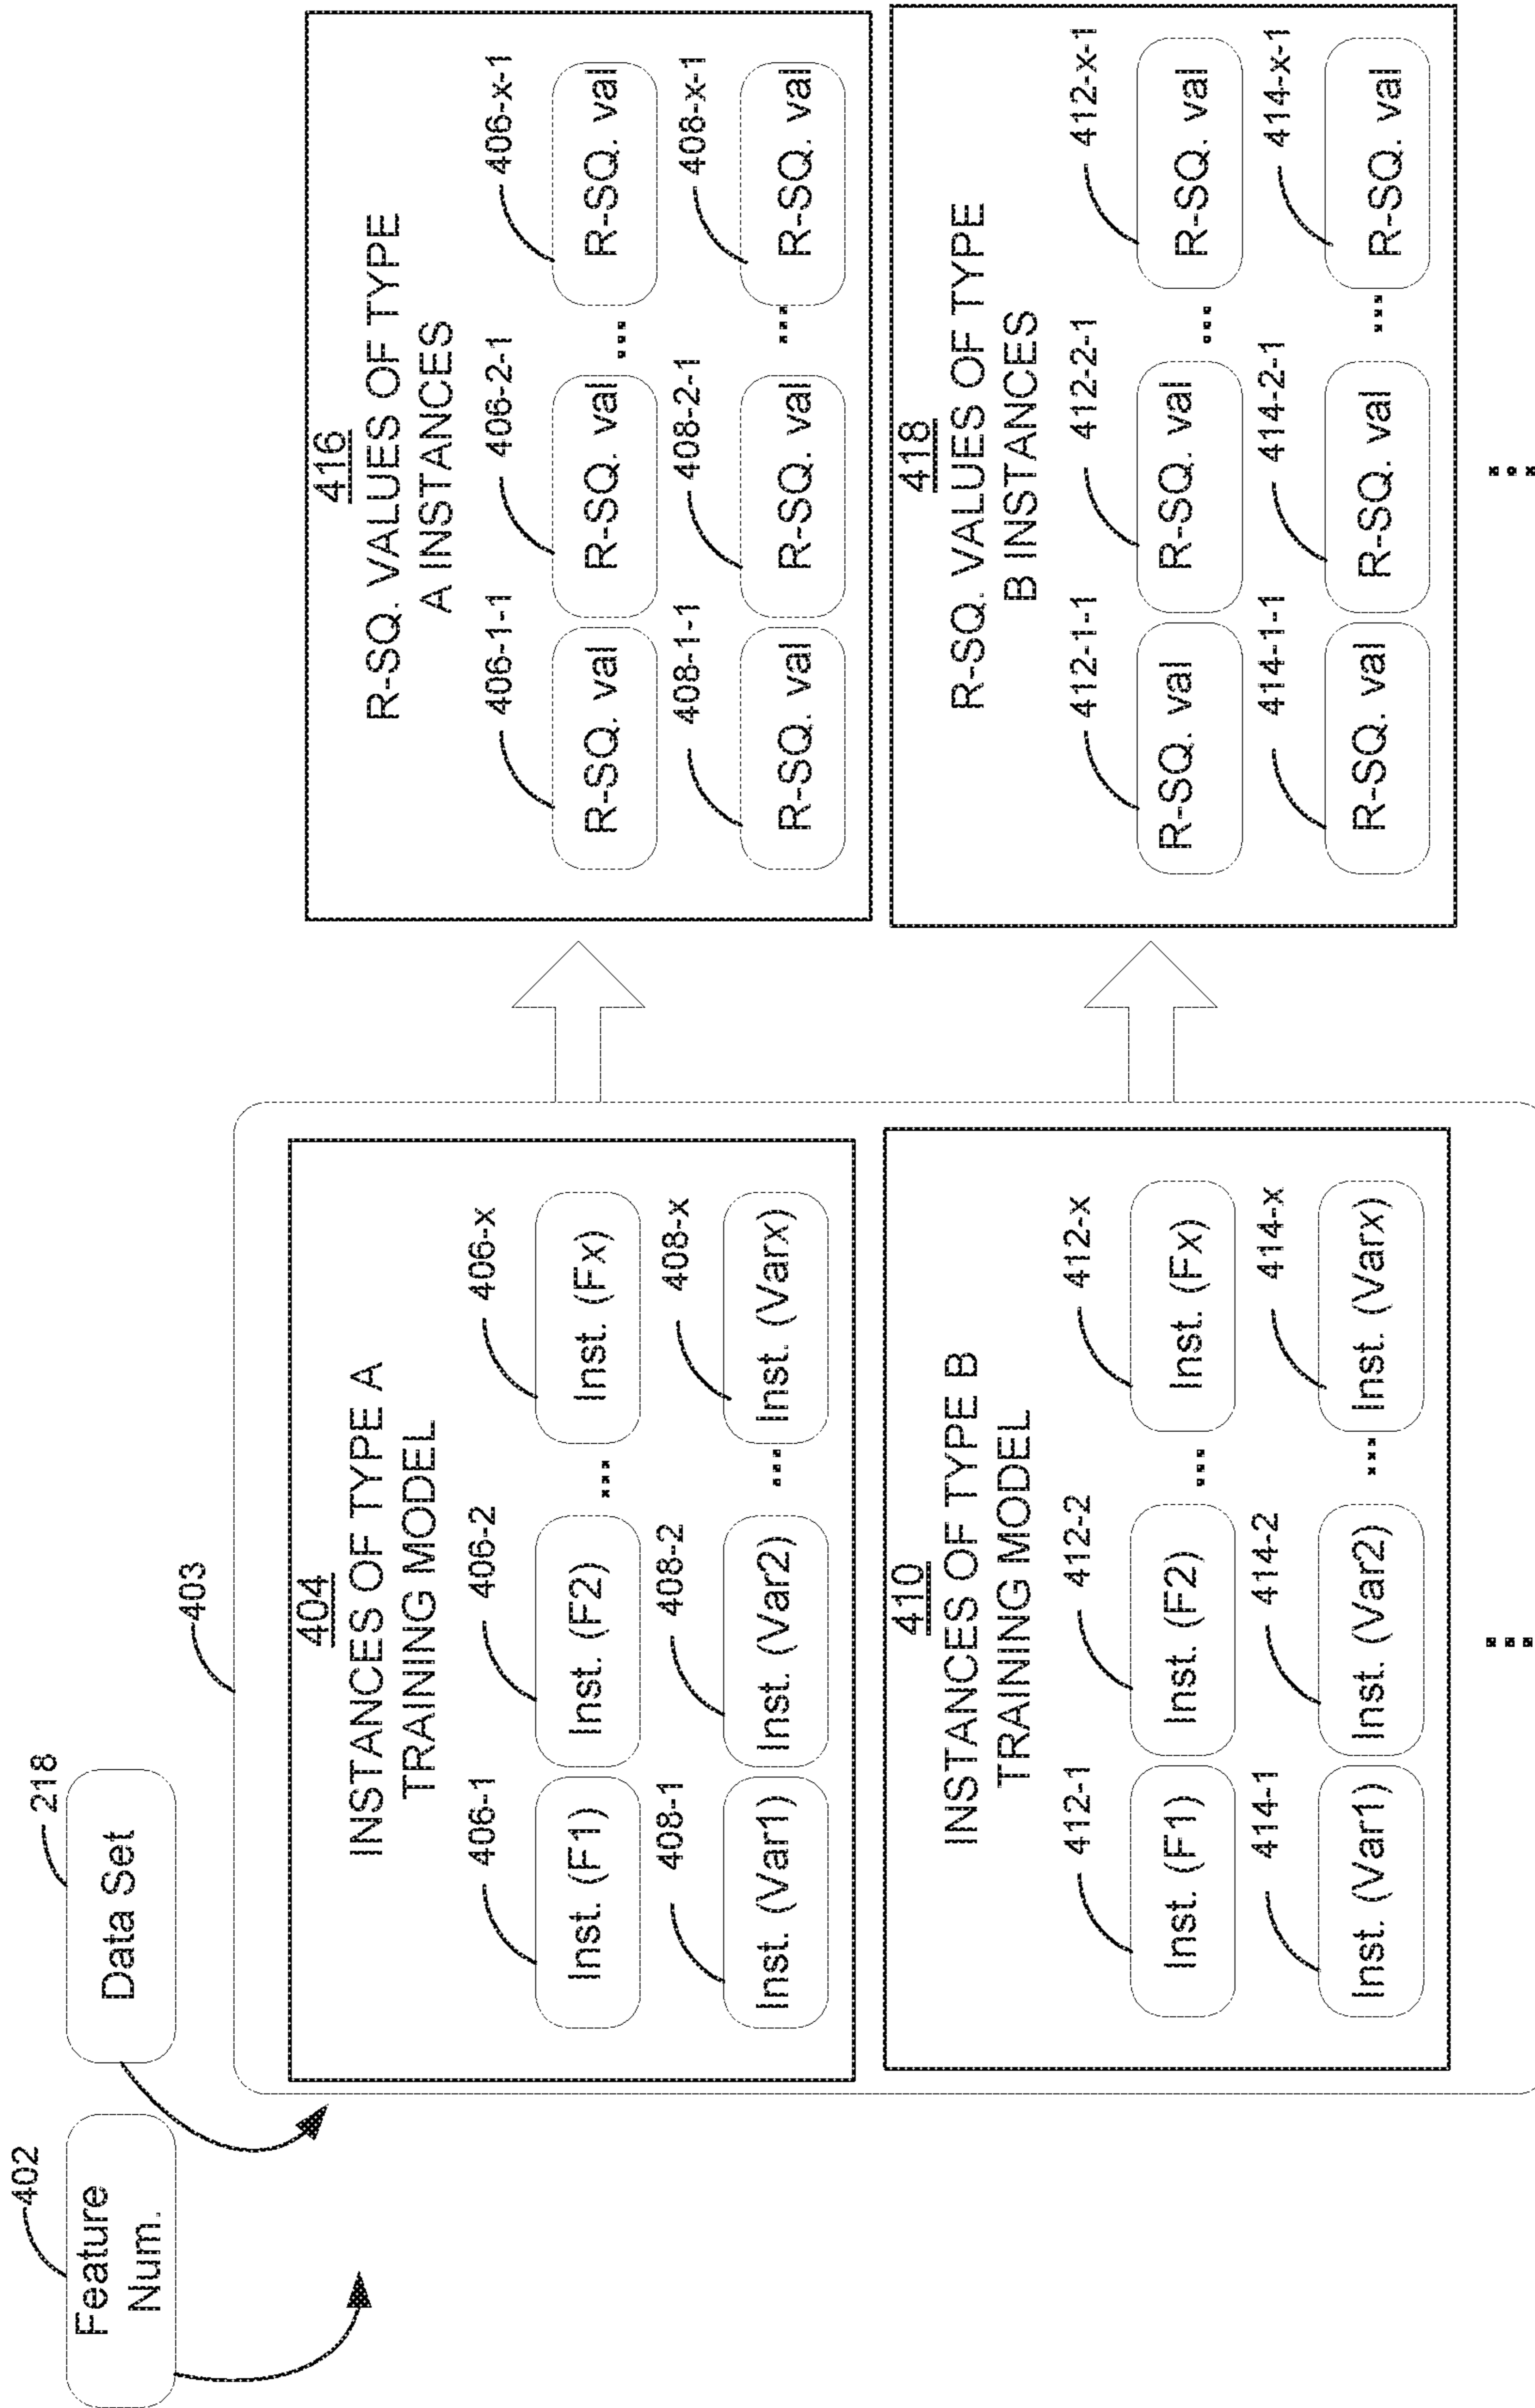 402
Feature
Num.
218
Data Set
403
404
INSTANCES OF TYPE A
TRAINING MODEL
406-1
406-2
406-x
Inst. (F1)
Inst. (F2)
...
Inst. (Fx)
408-1
408-2
408-x
Inst. (Var1)
Inst. (Var2)
...
Inst. (Varx)
410
INSTANCES OF TYPE B
TRAINING MODEL
412-1
412-2
412-x
Inst. (F1)
Inst. (F2)
...
Inst. (Fx)
414-1
414-2
414-x
Inst. (Var1)
Inst. (Var2)
...
Inst. (Varx)
...
416
R-SQ. VALUES OF TYPE
A INSTANCES
406-1-1
406-2-1
406-x-1
R-SQ. val
R-SQ. val
...
R-SQ. val
408-1-1
408-2-1
408-x-1
R-SQ. val
R-SQ. val
...
R-SQ. val
418
R-SQ. VALUES OF TYPE
B INSTANCES
412-1-1
412-2-1
412-x-1
R-SQ. val
R-SQ. val
...
R-SQ. val
414-1-1
414-2-1
414-x-1
R-SQ. val
R-SQ. val
...
R-SQ. val
...